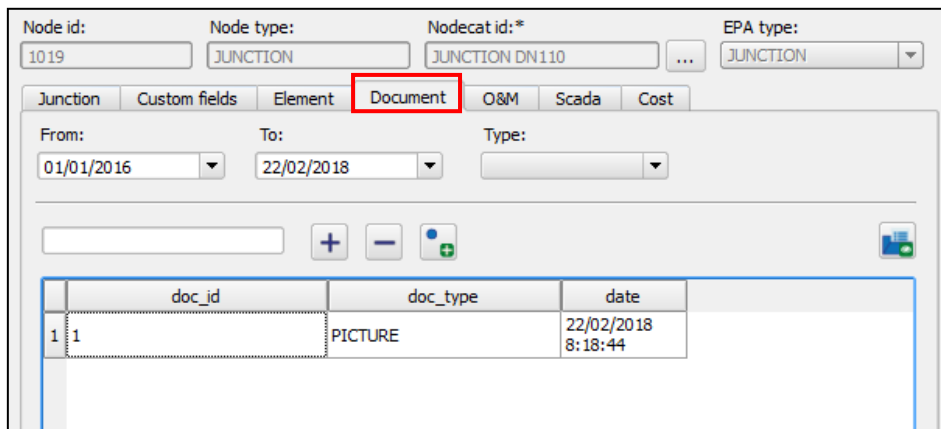 Node id: Node type: Nodecat id:* EPA type:
1019 JUNCTION JUNCTION DN110 ... JUNCTION
Junction Custom fields Element Document O&M Scada Cost
From: To: Type:
01/01/2016 22/02/2018
doc_id doc_type date
1 1 PICTURE 22/02/2018
8:18:44